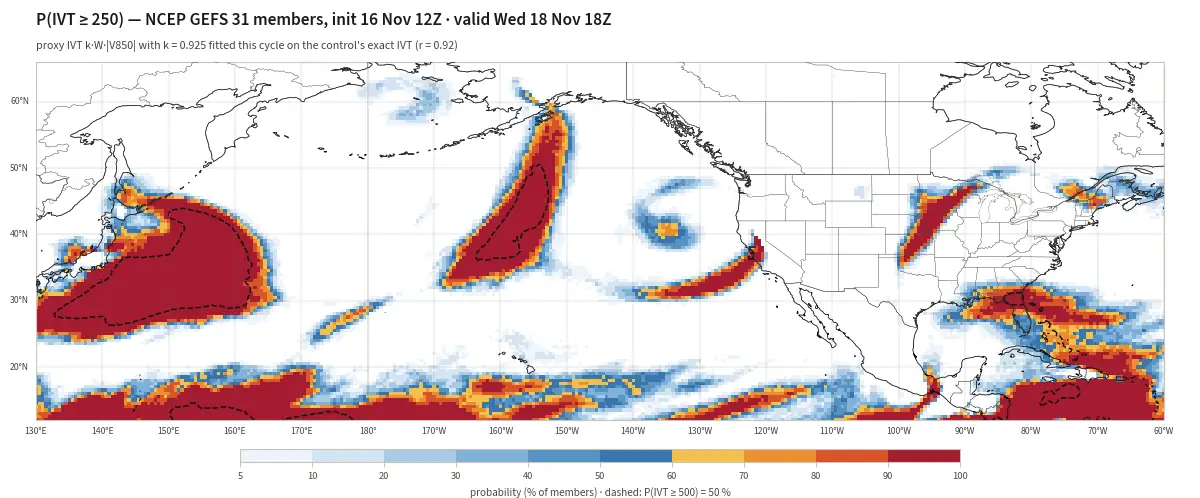 P(IVT ≥ 250) — NCEP GEFS 31 members, init 16 Nov 12Z · valid Wed 18 Nov 18Z
proxy IVT k·W·|V850| with k = 0.925 fitted this cycle on the control's exact IVT (r = 0.92)
60°N
50°N
40°N
30°N
20°N
130°E 140°E 150°E 160°E 170°E 180° 170°W 160°W 150°W 140°W 130°W 120°W 110°W 100°W 90°W 80°W 70°W 60°W
5 10 20 30 40 50 60 70 80 90 100
probability (% of members) · dashed: P(IVT ≥ 500) = 50 %